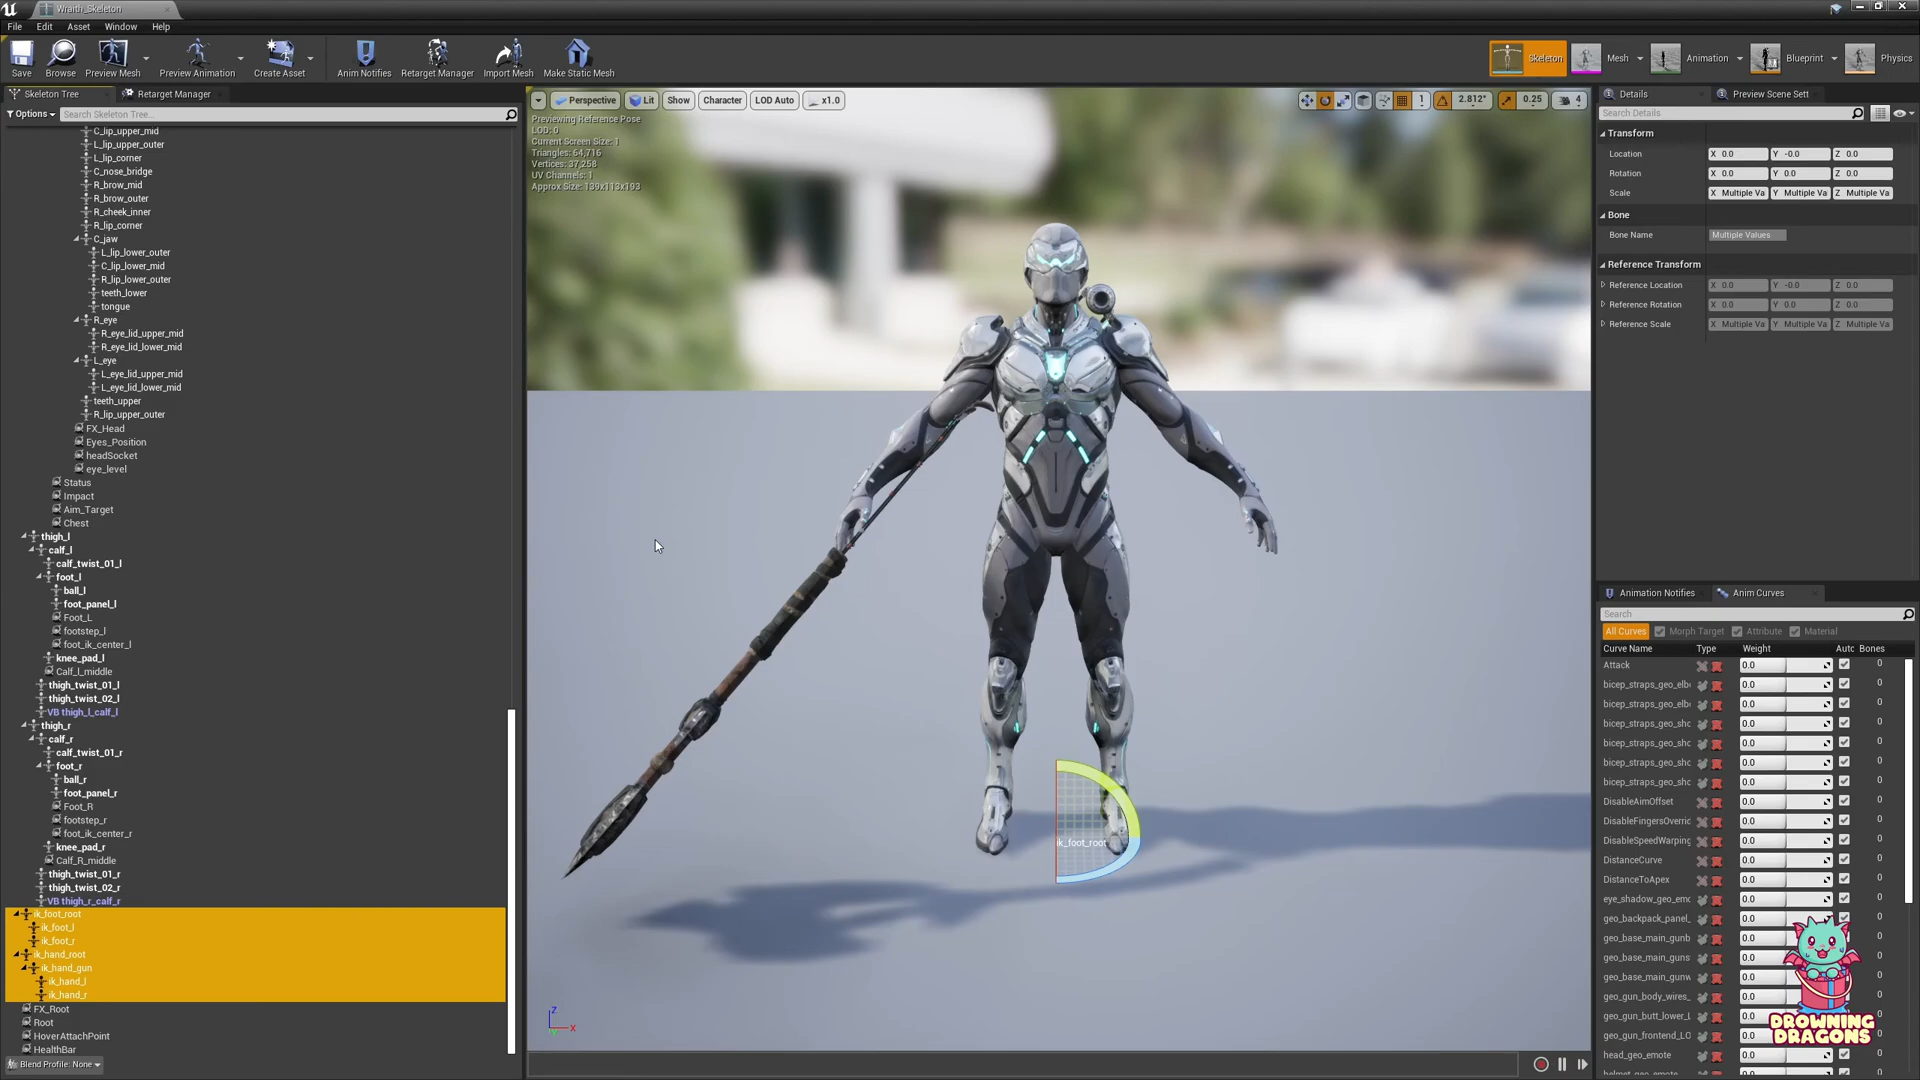 Wraith_Skeleton
File Edit Asset Window Help
Save Browse Preview Mesh Preview Animation Create Asset Anim Notifies Retarget Manager Import Mesh Make Static Mesh
Skeleton Mesh Animation Blueprint Physics
Skeleton Tree Retarget Manager
Options Search Skeleton Tree...
C_lip_upper_mid
L_lip_upper_outer
L_lip_corner
C_nose_bridge
R_brow_mid
R_brow_outer
R_cheek_inner
R_lip_corner
C_jaw
L_lip_lower_outer
C_lip_lower_mid
R_lip_lower_outer
teeth_lower
tongue
R_eye
R_eye_lid_upper_mid
R_eye_lid_lower_mid
L_eye
L_eye_lid_upper_mid
L_eye_lid_lower_mid
teeth_upper
R_lip_upper_outer
FX_Head
Eyes_Position
headSocket
eye_level
Status
Impact
Aim_Target
Chest
thigh_l
calf_l
calf_twist_01_l
foot_l
ball_l
foot_panel_l
Foot_L
footstep_l
foot_ik_center_l
knee_pad_l
Calf_l_middle
thigh_twist_01_l
thigh_twist_02_l
VB thigh_l_calf_l
thigh_r
calf_r
calf_twist_01_r
foot_r
ball_r
foot_panel_r
Foot_R
footstep_r
foot_ik_center_r
knee_pad_r
Calf_R_middle
thigh_twist_01_r
thigh_twist_02_r
VB thigh_r_calf_r
ik_foot_root
ik_foot_l
ik_foot_r
ik_hand_root
ik_hand_gun
ik_hand_l
ik_hand_r
FX_Root
Root
HoverAttachPoint
HealthBar
Blend Profile: None
Perspective Lit Show Character LOD Auto x1.0
1 2.812° 0.25 4
Previewing Reference Pose
LOD: 0
Current Screen Size: 1
Triangles: 64,716
Vertices: 37,258
UV Channels: 1
Approx Size: 139x113x193
ik_foot_root
Z
X
Details Preview Scene Sett
Search Details
Transform
Location X 0.0 Y -0.0 Z 0.0
Rotation X 0.0 Y 0.0 Z 0.0
Scale X Multiple Va Y Multiple Va Z Multiple Va
Bone
Bone Name Multiple Values
Reference Transform
Reference Location X 0.0 Y -0.0 Z 0.0
Reference Rotation X 0.0 Y 0.0 Z 0.0
Reference Scale X Multiple Va Y Multiple Va Z Multiple Va
Animation Notifies Anim Curves
Search
All Curves Morph Target Attribute Material
Curve Name Type Weight Auto Bones
Attack 0.0 0
bicep_straps_geo_elb 0.0 0
bicep_straps_geo_elb 0.0 0
bicep_straps_geo_sho 0.0 0
bicep_straps_geo_sho 0.0 0
bicep_straps_geo_sho 0.0 0
bicep_straps_geo_sho 0.0 0
DisableAimOffset 0.0 0
DisableFingersOverric 0.0 0
DisableSpeedWarping 0.0 0
DistanceCurve 0.0 0
DistanceToApex 0.0 0
eye_shadow_geo_emo 0.0 0
geo_backpack_panel_ 0.0 0
geo_base_main_gunb 0.0 0
geo_base_main_guns 0.0 0
geo_base_main_gunw 0.0 0
geo_gun_body_wires_ 0.0 0
geo_gun_butt_lower_L 0.0 0
geo_gun_frontend_LO 0.0 0
head_geo_emote 0.0 0
DROWNING
DRAGONS